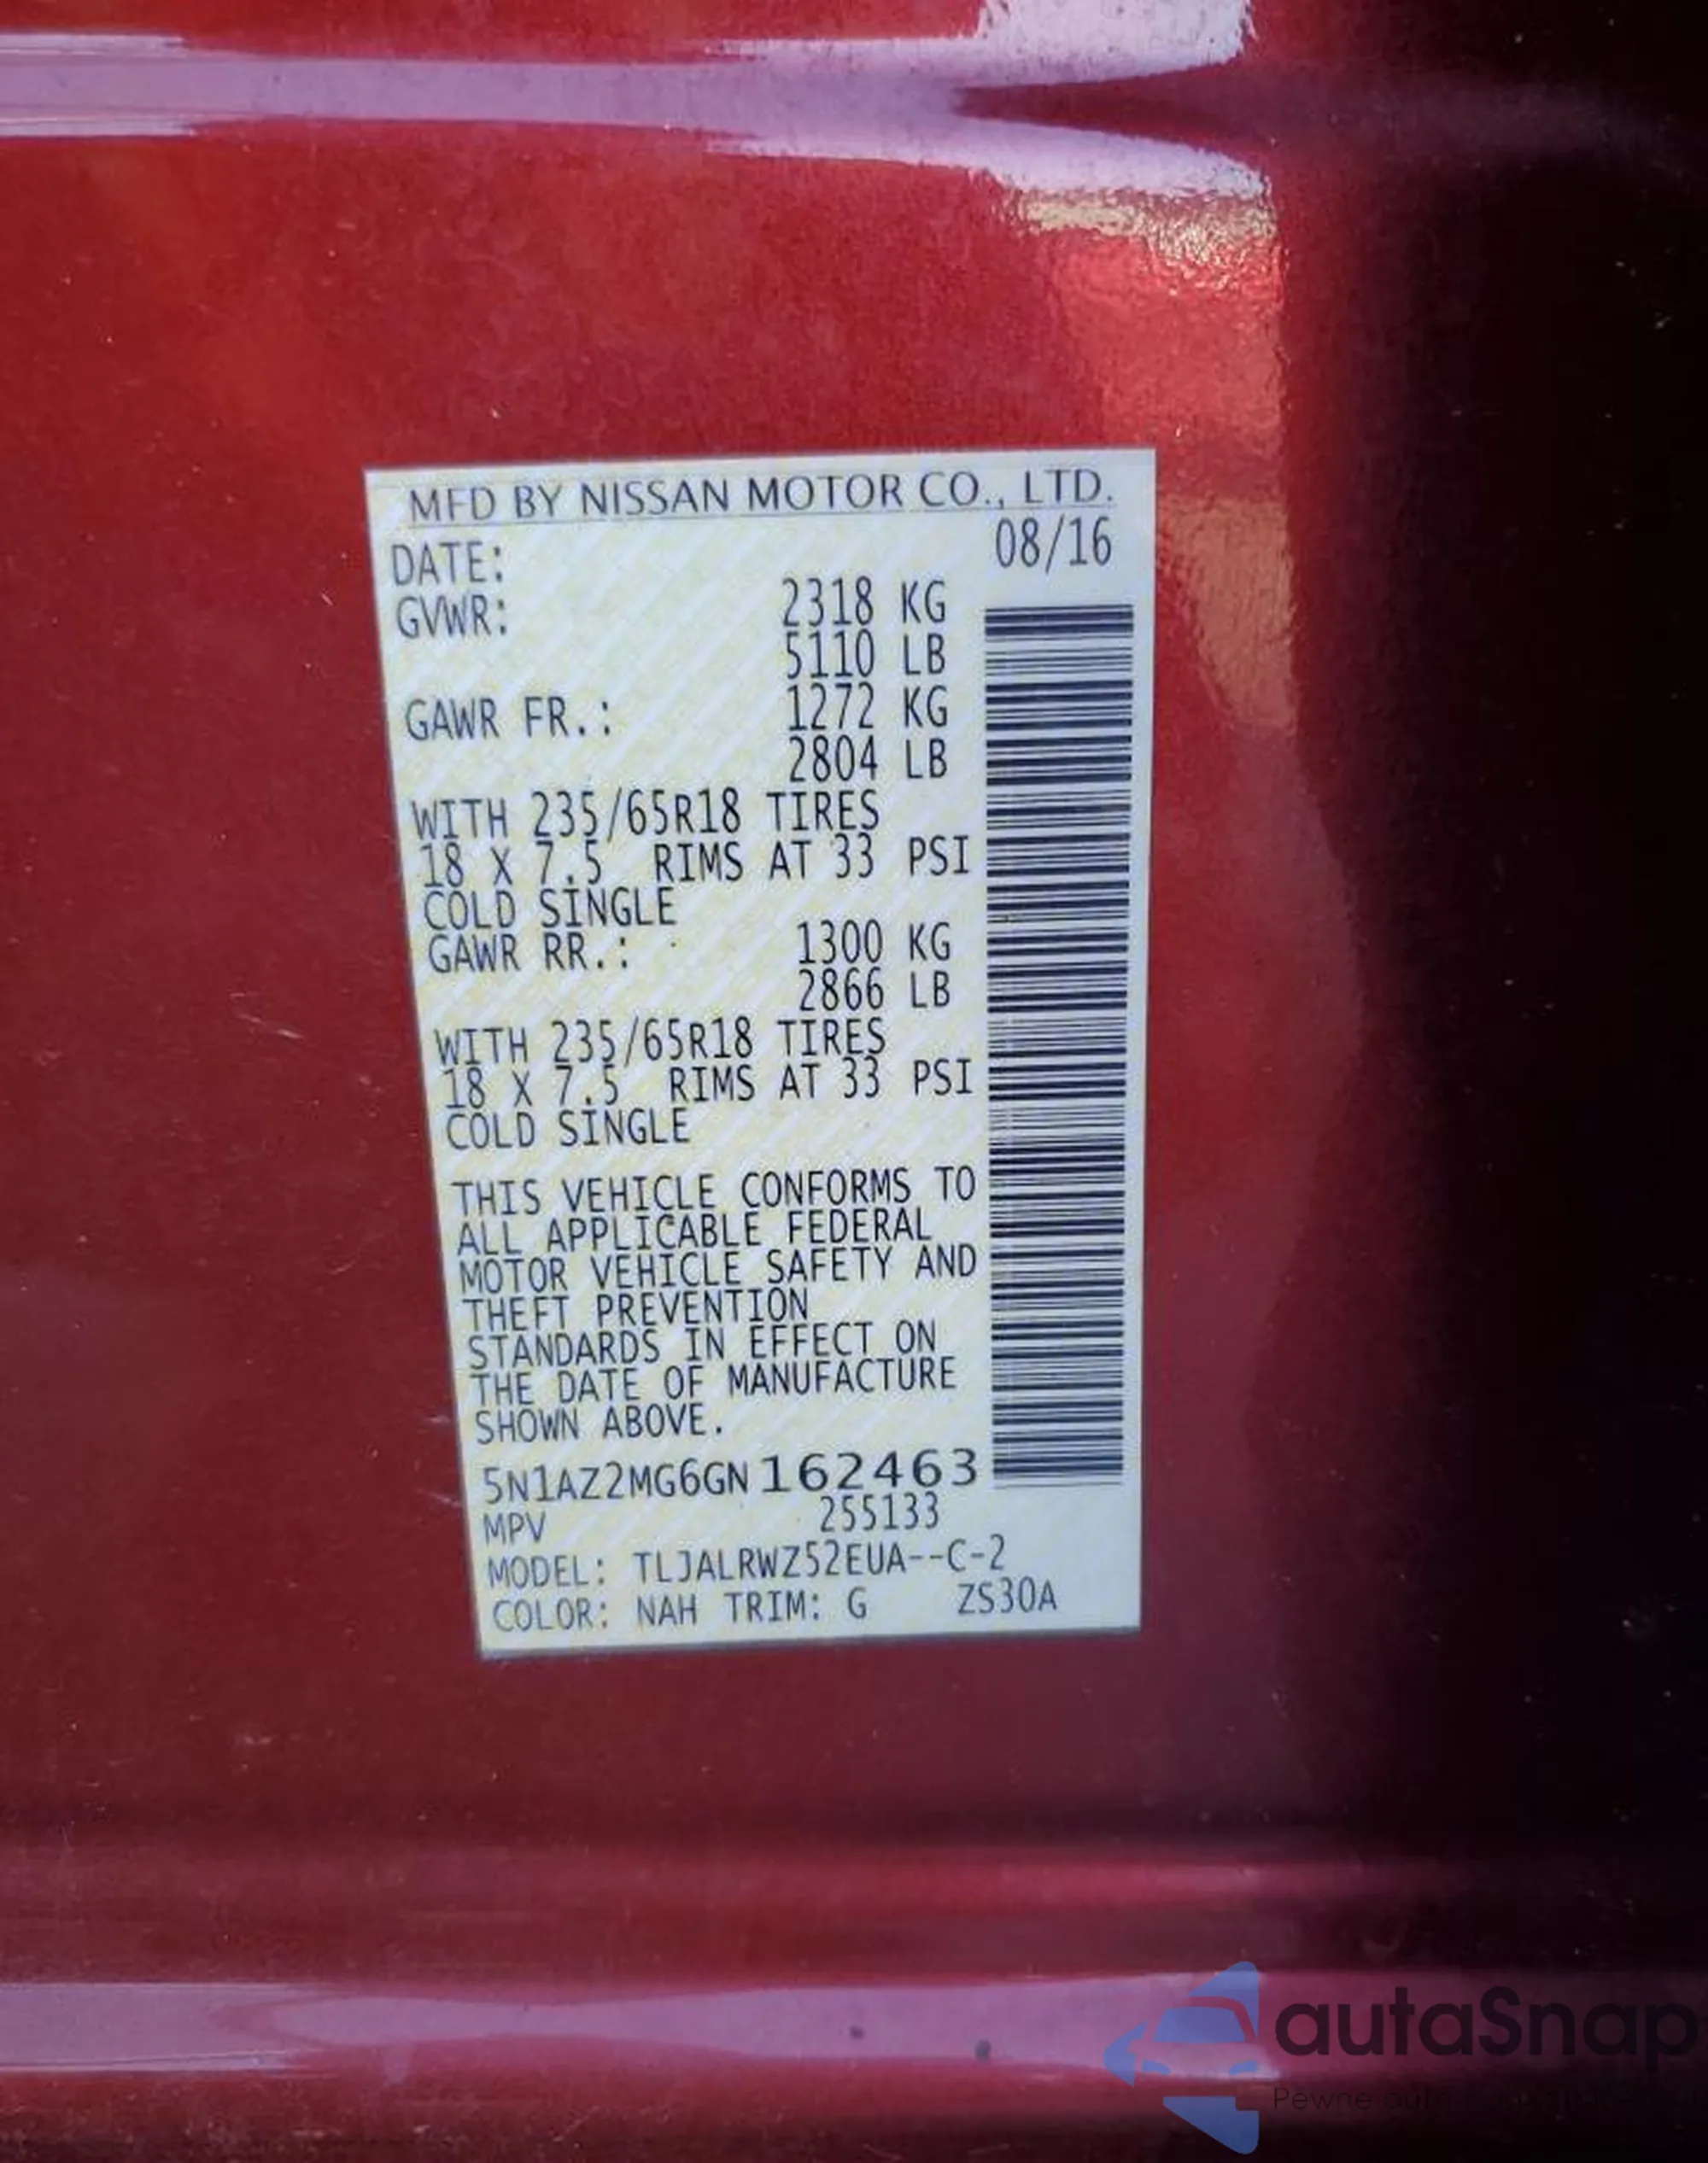 MFD BY NISSAN MOTOR CO., LTD.
DATE: 08/16
GVWR: 2318 KG
5110 LB
GAWR FR.: 1272 KG
2804 LB
WITH 235/65R18 TIRES
18 X 7.5 RIMS AT 33 PSI
COLD SINGLE
GAWR RR.: 1300 KG
2866 LB
WITH 235/65R18 TIRES
18 X 7.5 RIMS AT 33 PSI
COLD SINGLE
THIS VEHICLE CONFORMS TO
ALL APPLICABLE FEDERAL
MOTOR VEHICLE SAFETY AND
THEFT PREVENTION
STANDARDS IN EFFECT ON
THE DATE OF MANUFACTURE
SHOWN ABOVE.
5N1AZ2MG6GN162463
MPV 255133
MODEL: TLJALRWZ52EUA--C-2
COLOR: NAH TRIM: G ZS30A
autaSnap
Pewne auta